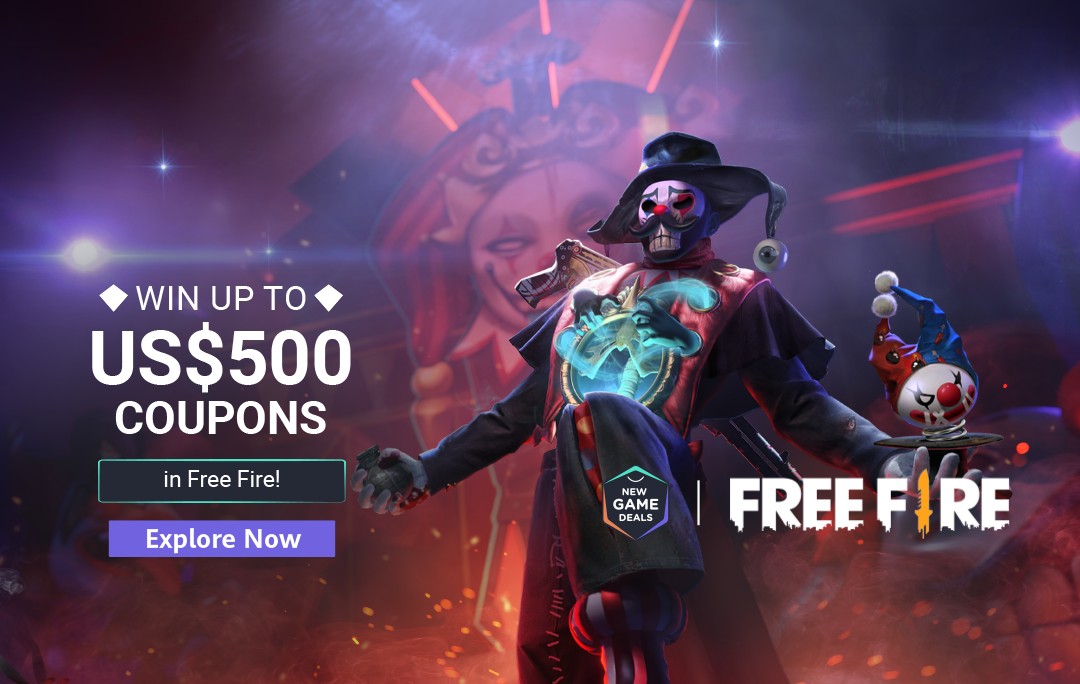 WIN UP TO
US$500
COUPONS
in Free Fire!
Explore Now
NEW
GAME
DEALS
FREE FIRE